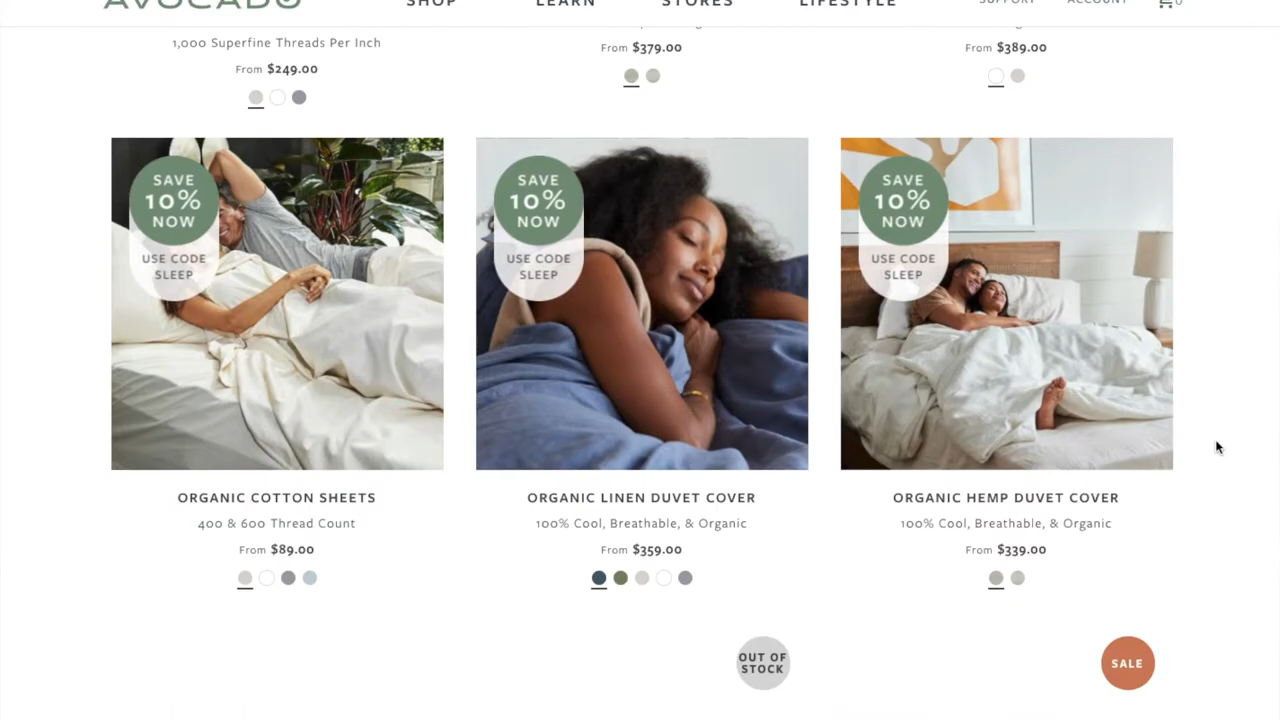 AVOCADO
SHOP
LEARN
STORES
LIFESTYLE
SUPPORT
ACCOUNT
0
1,000 Superfine Threads Per Inch
From $249.00
From $379.00
From $389.00
SAVE
10%
NOW
USE CODE
SLEEP
SAVE
10%
NOW
USE CODE
SLEEP
SAVE
10%
NOW
USE CODE
SLEEP
ORGANIC COTTON SHEETS
400 & 600 Thread Count
From $89.00
ORGANIC LINEN DUVET COVER
100% Cool, Breathable, & Organic
From $359.00
ORGANIC HEMP DUVET COVER
100% Cool, Breathable, & Organic
From $339.00
OUT OF
STOCK
SALE